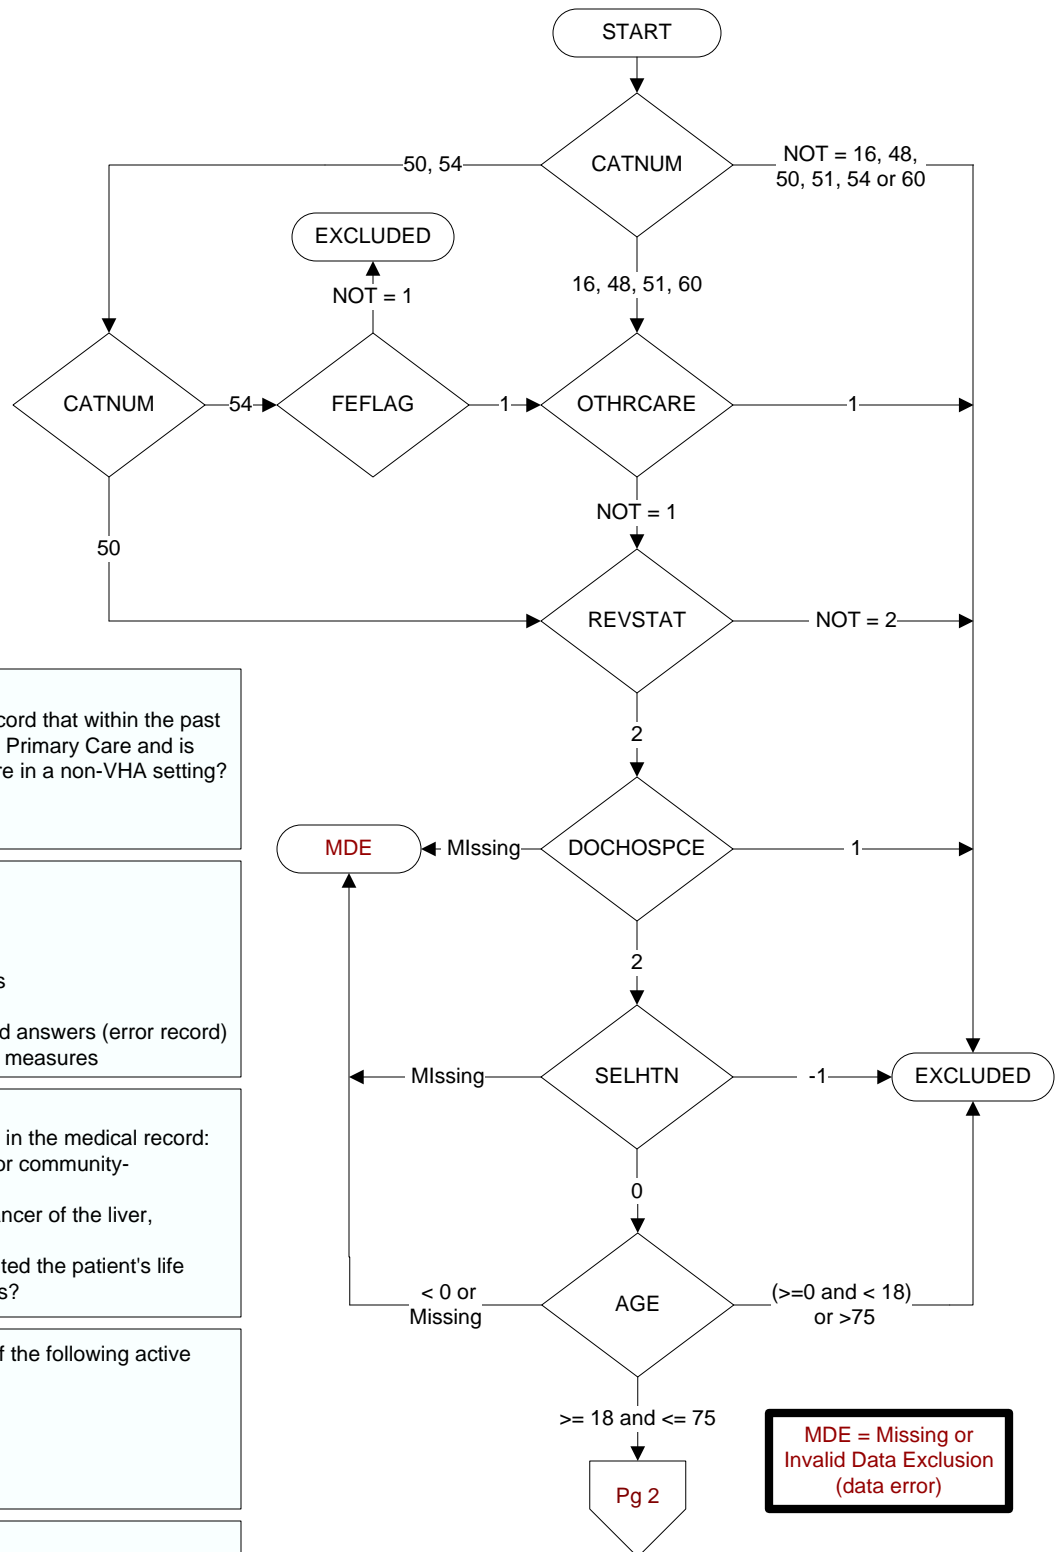 START
CATNUM
50, 54
NOT = 16, 48,
50, 51, 54 or 60
EXCLUDED
NOT = 1
16, 48, 51, 60
CATNUM
54
FEFLAG
1
OTHRCARE
1
NOT = 1
50
REVSTAT
NOT = 2
2
cord that within the past
Primary Care and is
re in a non-VHA setting?
MDE
MIssing
DOCHOSPCE
1
s
d answers (error record)
measures
2
MIssing
SELHTN
-1
EXCLUDED
in the medical record:
or community-
ncer of the liver,
ted the patient's life
s?
0
< 0 or
Missing
AGE
(>=0 and < 18)
or >75
f the following active
>= 18 and <= 75
Pg 2
MDE = Missing or
Invalid Data Exclusion
(data error)